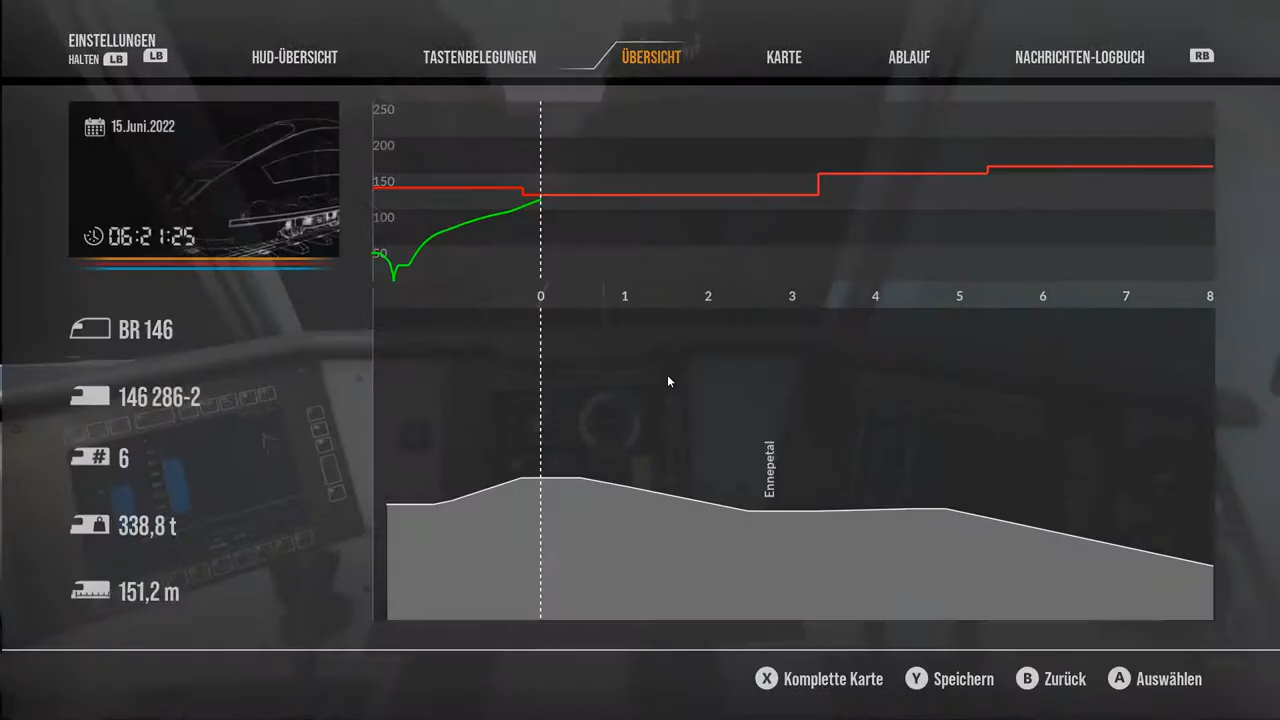 EINSTELLUNGEN
HALTEN LB LB
HUD-ÜBERSICHT
TASTENBELEGUNGEN
ÜBERSICHT
KARTE
ABLAUF
NACHRICHTEN-LOGBUCH
RB
15.Juni.2022
06:21:25
BR 146
146 286-2
# 6
338,8 t
151,2 m
250
200
150
100
50
0 1 2 3 4 5 6 7 8
Ennepetal
X Komplette Karte
Y Speichern
B Zurück
A Auswählen